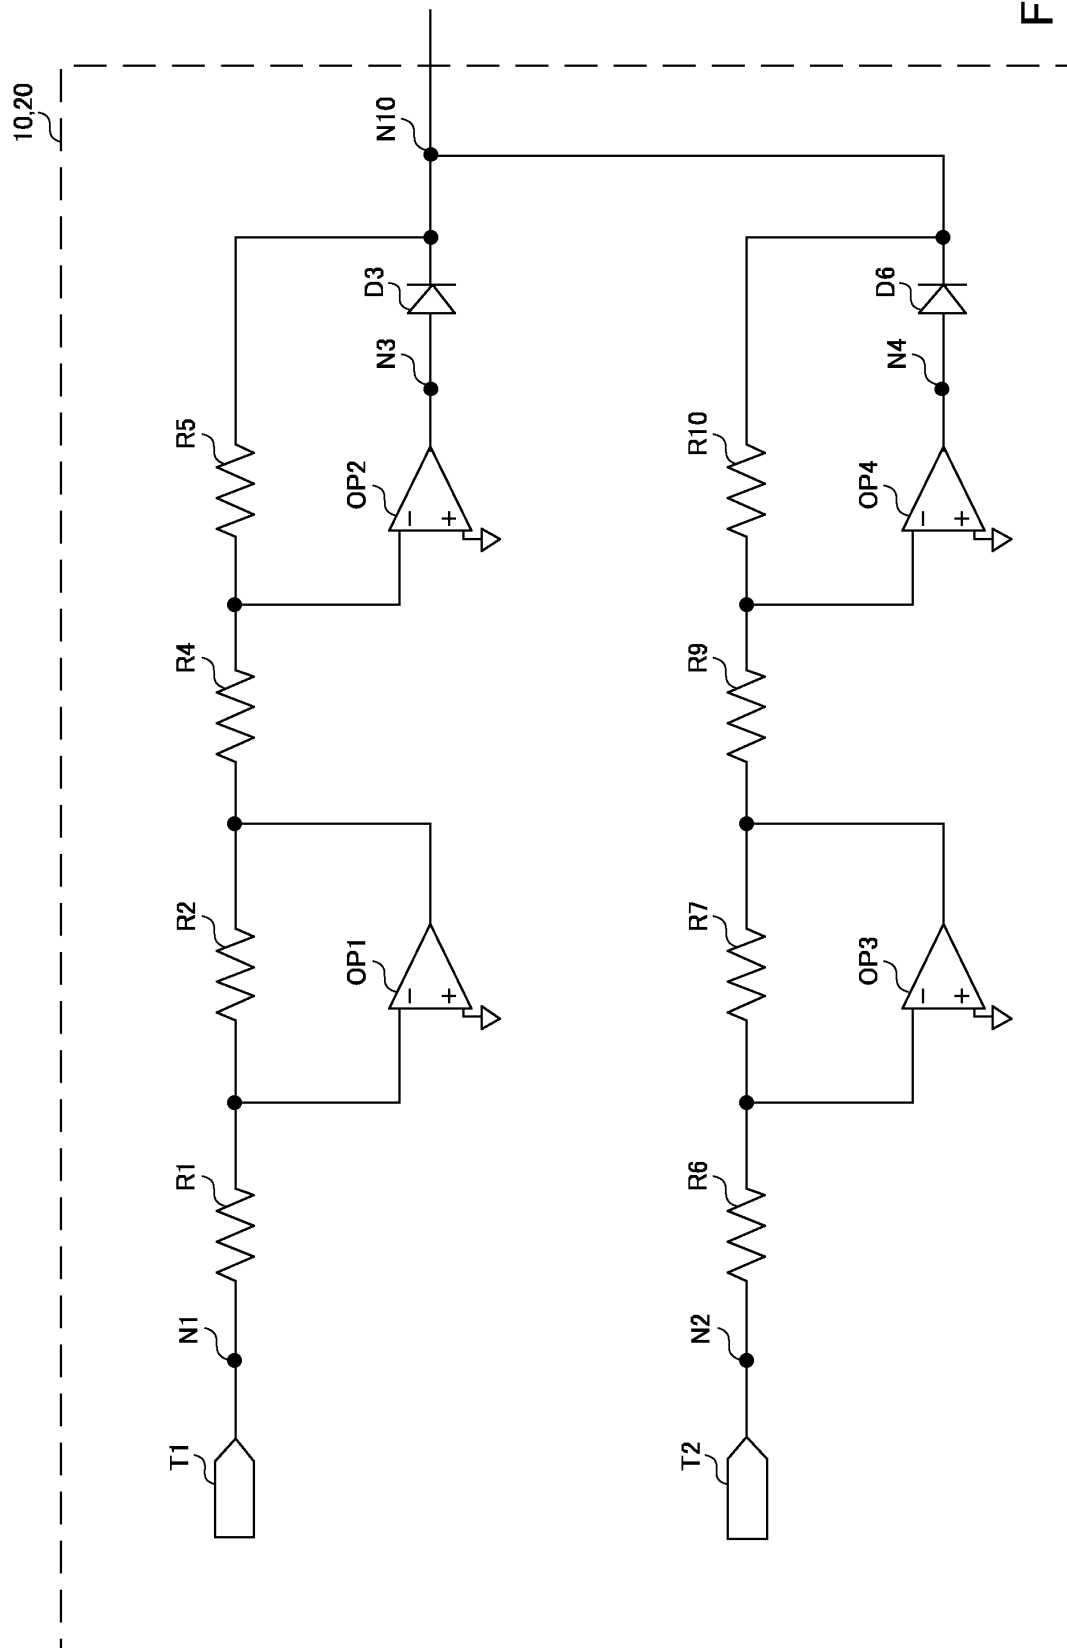 F
10,20
T1
N1
R1
R2
OP1
R4
R5
OP2
N3
D3
N10
T2
N2
R6
R7
OP3
R9
R10
OP4
N4
D6
−
+
−
+
−
+
−
+